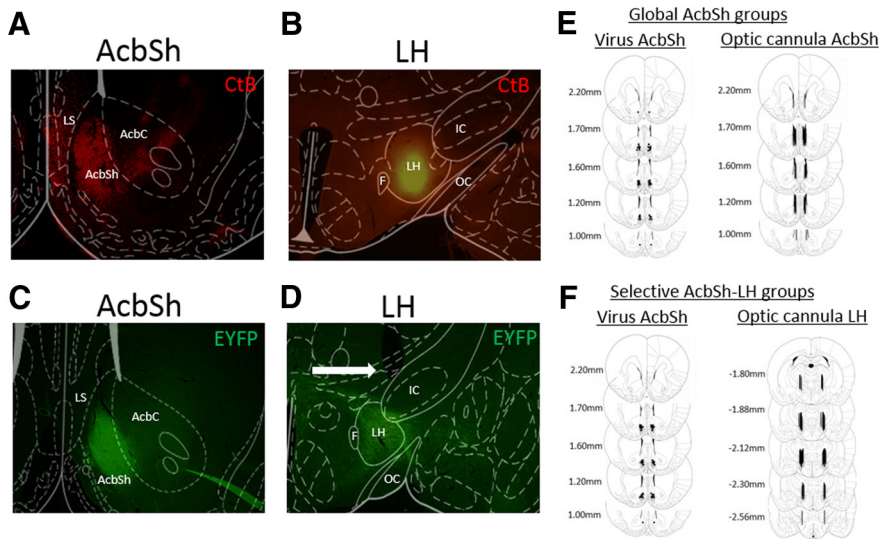 A
AcbSh
CtB
LS
AcbC
AcbSh
B
LH
CtB
IC
LH
F
OC
C
AcbSh
EYFP
LS
AcbC
AcbSh
D
LH
EYFP
IC
F
LH
OC
E
Global AcbSh groups
Virus AcbSh
Optic cannula AcbSh
2.20mm
2.20mm
1.70mm
1.70mm
1.60mm
1.60mm
1.20mm
1.20mm
1.00mm
1.00mm
F
Selective AcbSh-LH groups
Virus AcbSh
Optic cannula LH
2.20mm
-1.80mm
1.70mm
-1.88mm
1.60mm
-2.12mm
1.20mm
-2.30mm
1.00mm
-2.56mm